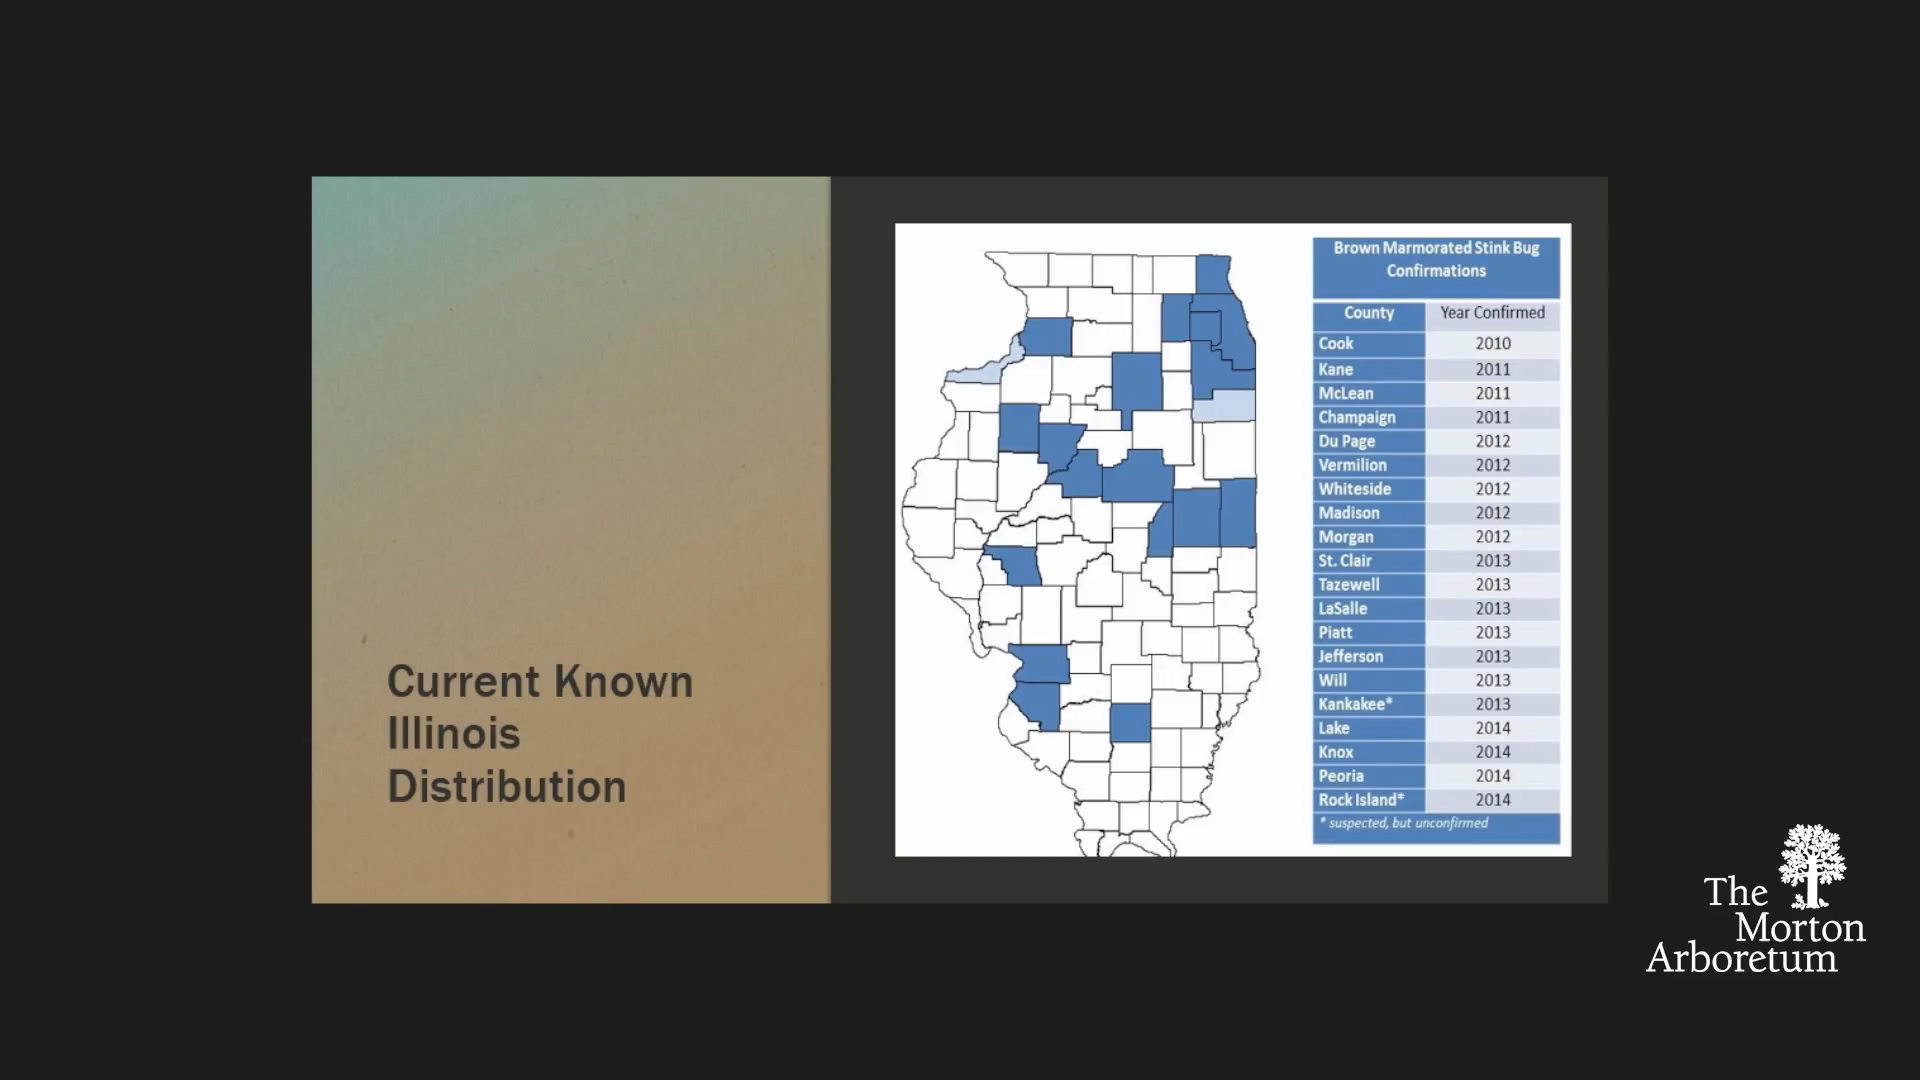 Current Known
Illinois
Distribution
Brown Marmorated Stink Bug
Confirmations
County Year Confirmed
Cook 2010
Kane 2011
McLean 2011
Champaign 2011
Du Page 2012
Vermilion 2012
Whiteside 2012
Madison 2012
Morgan 2012
St. Clair 2013
Tazewell 2013
LaSalle 2013
Piatt 2013
Jefferson 2013
Will 2013
Kankakee* 2013
Lake 2014
Knox 2014
Peoria 2014
Rock Island* 2014
* suspected, but unconfirmed
The
Morton
Arboretum